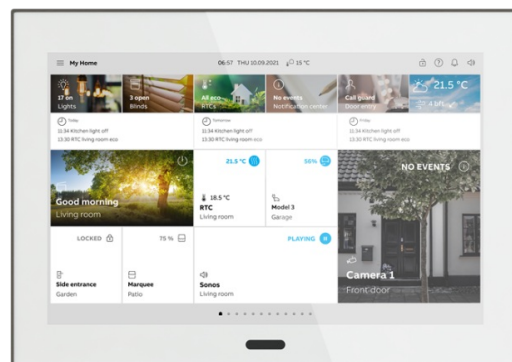 My Home
06:57 THU 10.09.2021 15 °C
17 on
Lights
3 open
Blinds
All eco
RTCs
No events
Notification center
Call guard
Door entry
21.5 °C
Today
11:34 Kitchen light off
13:30 RTC living room eco
Tomorrow
11:34 Kitchen light off
13:30 RTC living room eco
Friday
11:34 Kitchen light off
13:30 RTC living room eco
Good morning
Living room
21.5 °C
18.5 °C
RTC
Living room
56%
Model 3
Garage
NO EVENTS
LOCKED
Side entrance
Garden
75 %
Marquee
Patio
PLAYING
Sonos
Living room
Camera 1
Front door